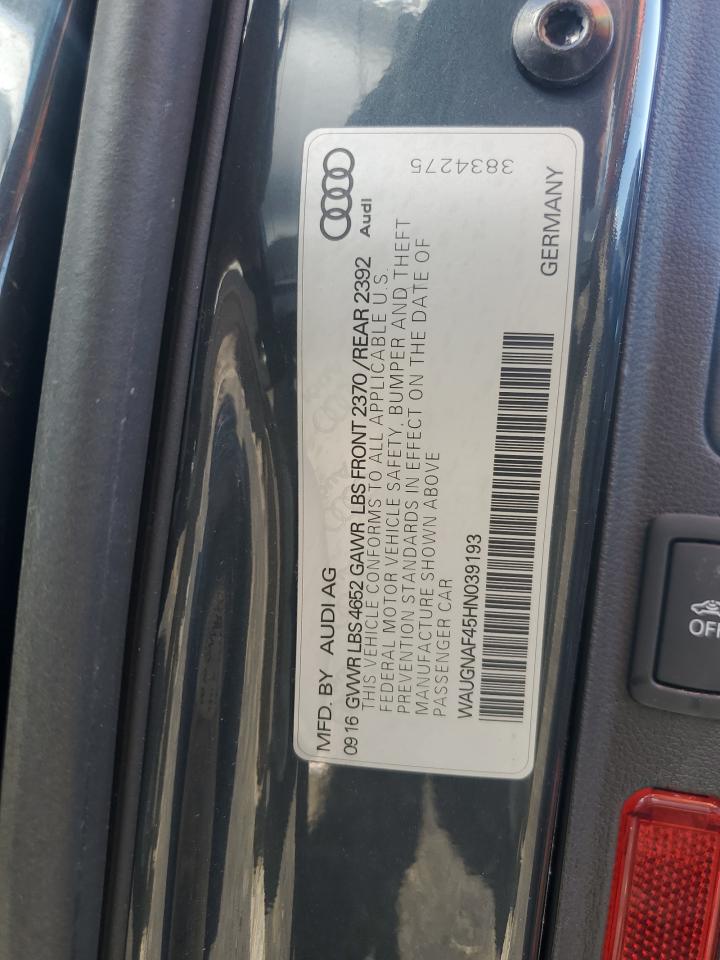 MFD. BY AUDI AG
Audi
0916 GVWR LBS 4652 GAWR LBS FRONT 2370/REAR 2392
THIS VEHICLE CONFORMS TO ALL APPLICABLE U.S.
FEDERAL MOTOR VEHICLE SAFETY, BUMPER AND THEFT
PREVENTION STANDARDS IN EFFECT ON THE DATE OF
MANUFACTURE SHOWN ABOVE
PASSENGER CAR
WAUGNAF45HN039193
3834275
GERMANY